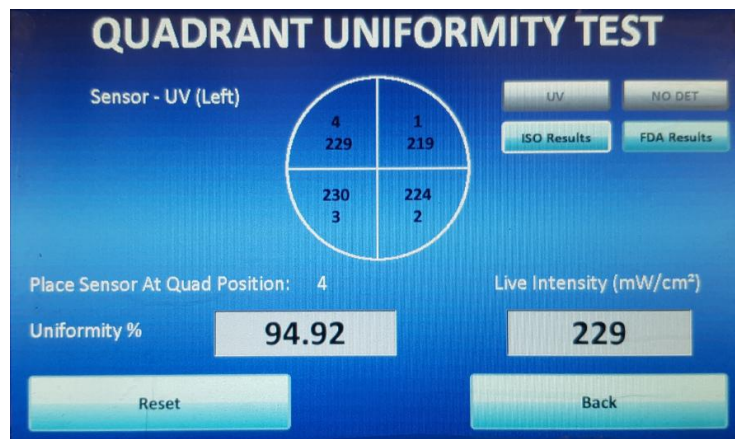 QUADRANT UNIFORMITY TEST
Sensor - UV (Left)
UV
NO DET
4
1
229
219
ISO Results
FDA Results
230
224
3
2
Place Sensor At Quad Position: 4
Live Intensity (mW/cm²)
Uniformity %
94.92
229
Reset
Back